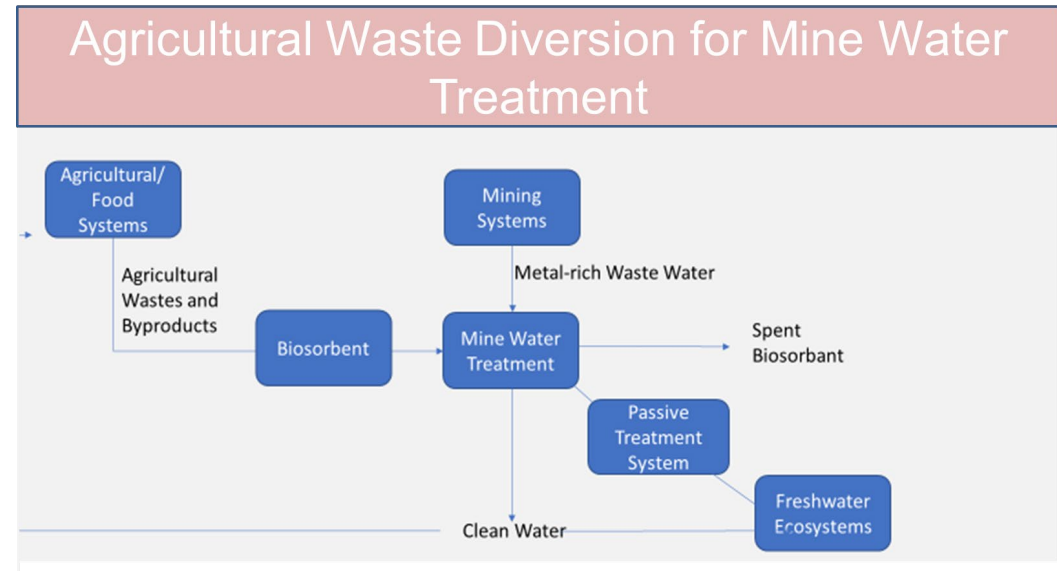 Agricultural Waste Diversion for Mine Water
Treatment
Agricultural/
Food
Systems
Mining
Systems
Agricultural
Wastes and
Byproducts
Metal-rich Waste Water
Biosorbent
Mine Water
Treatment
Spent
Biosorbant
Passive
Treatment
System
Freshwater
Ecosystems
Clean Water